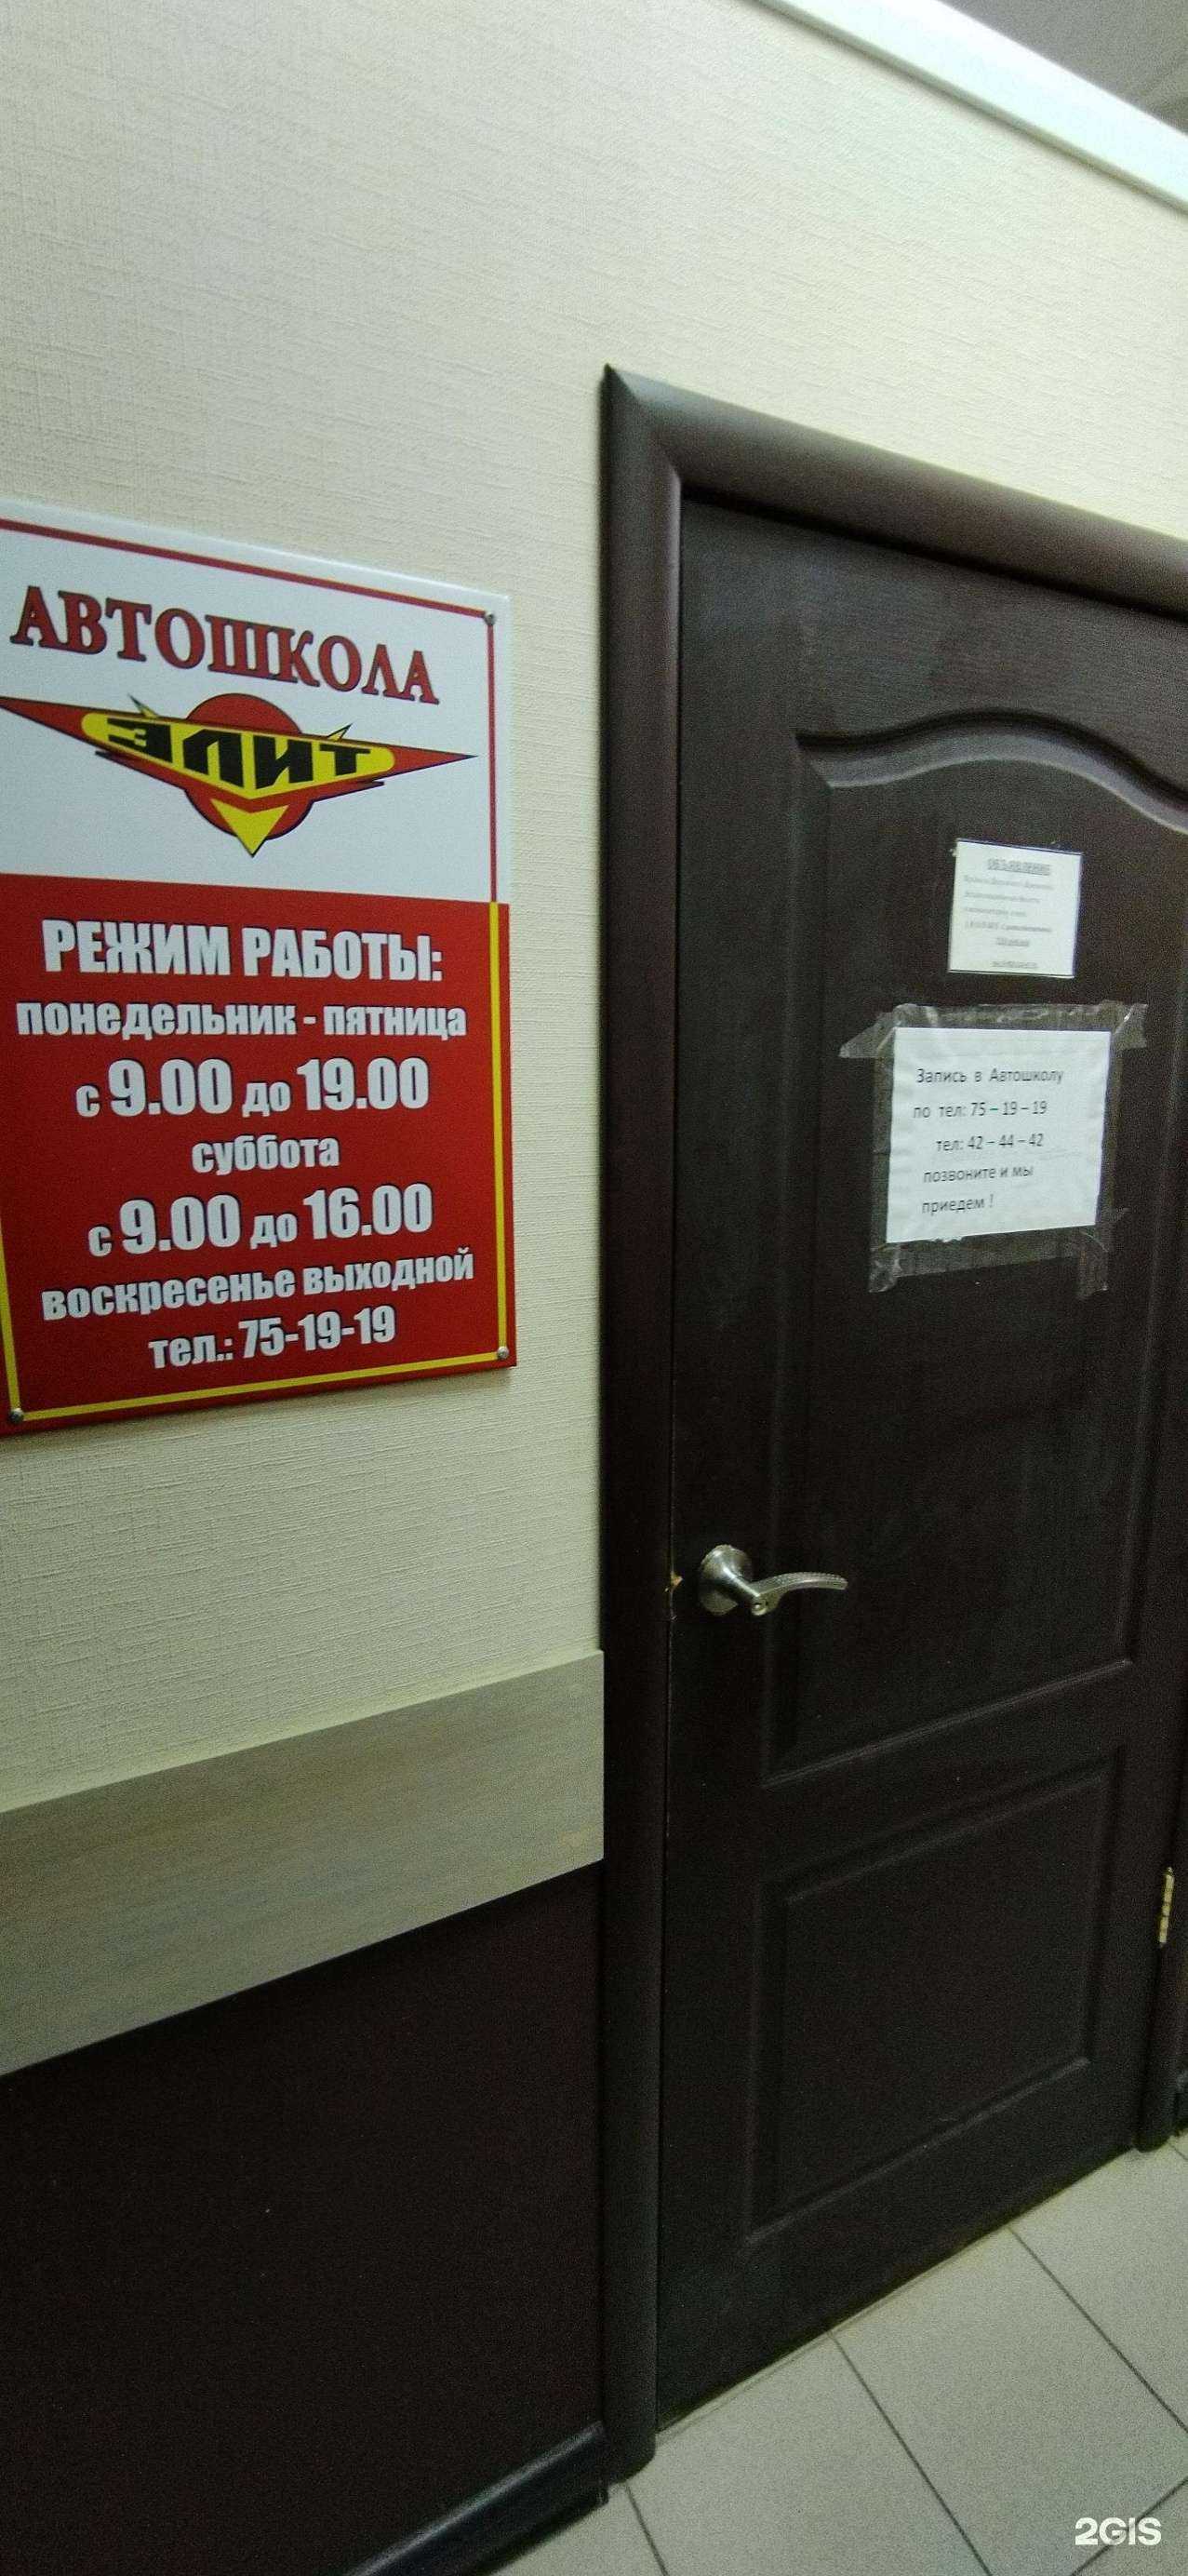 АВТОШКОЛА
ЭЛИТ
РЕЖИМ РАБОТЫ:
понедельник - пятница
с 9.00 до 19.00
суббота
с 9.00 до 16.00
воскресенье выходной
тел.: 75-19-19
ОБЪЯВЛЕНИЕ
Запись в Автошколу
по тел: 75 – 19 – 19
тел: 42 – 44 – 42
позвоните и мы
приедем !
2GIS